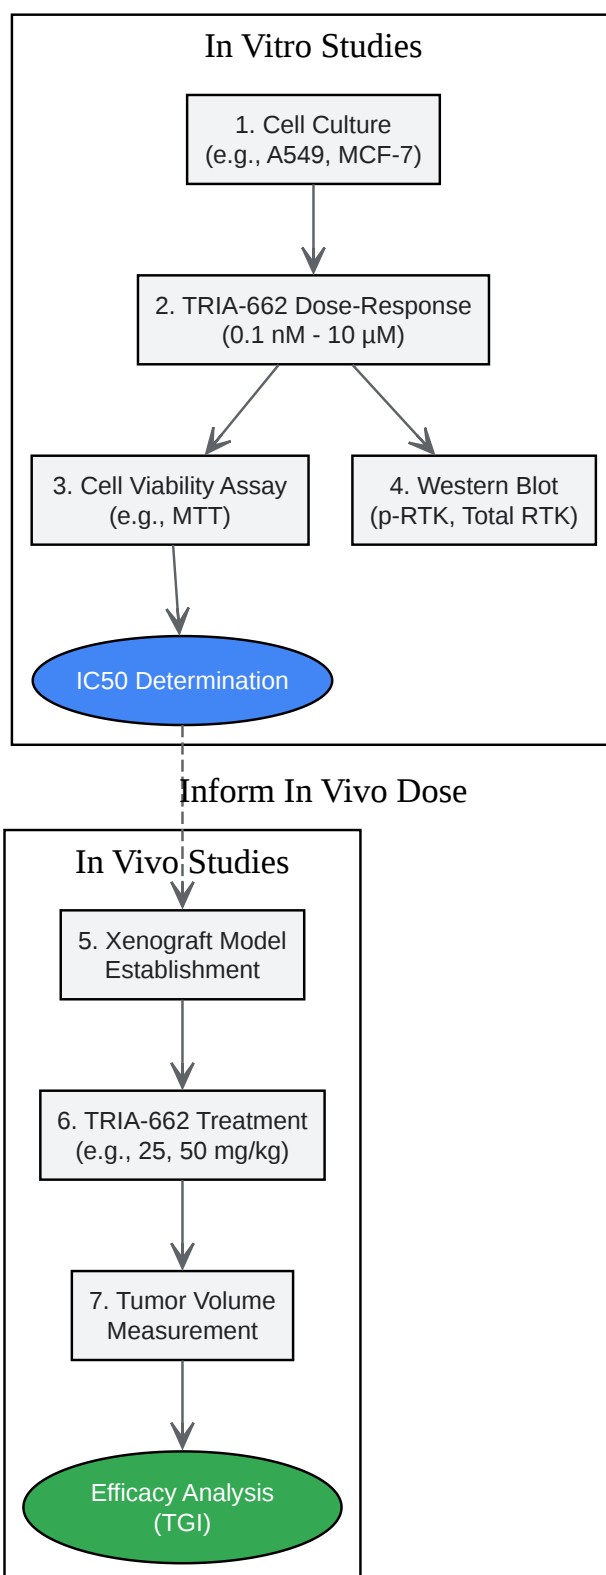 In Vitro Studies
1. Cell Culture
(e.g., A549, MCF-7)
2. TRIA-662 Dose-Response
(0.1 nM - 10 µM)
3. Cell Viability Assay
(e.g., MTT)
4. Western Blot
(p-RTK, Total RTK)
IC50 Determination
Inform In Vivo Dose
In Vivo Studies
5. Xenograft Model
Establishment
6. TRIA-662 Treatment
(e.g., 25, 50 mg/kg)
7. Tumor Volume
Measurement
Efficacy Analysis
(TGI)